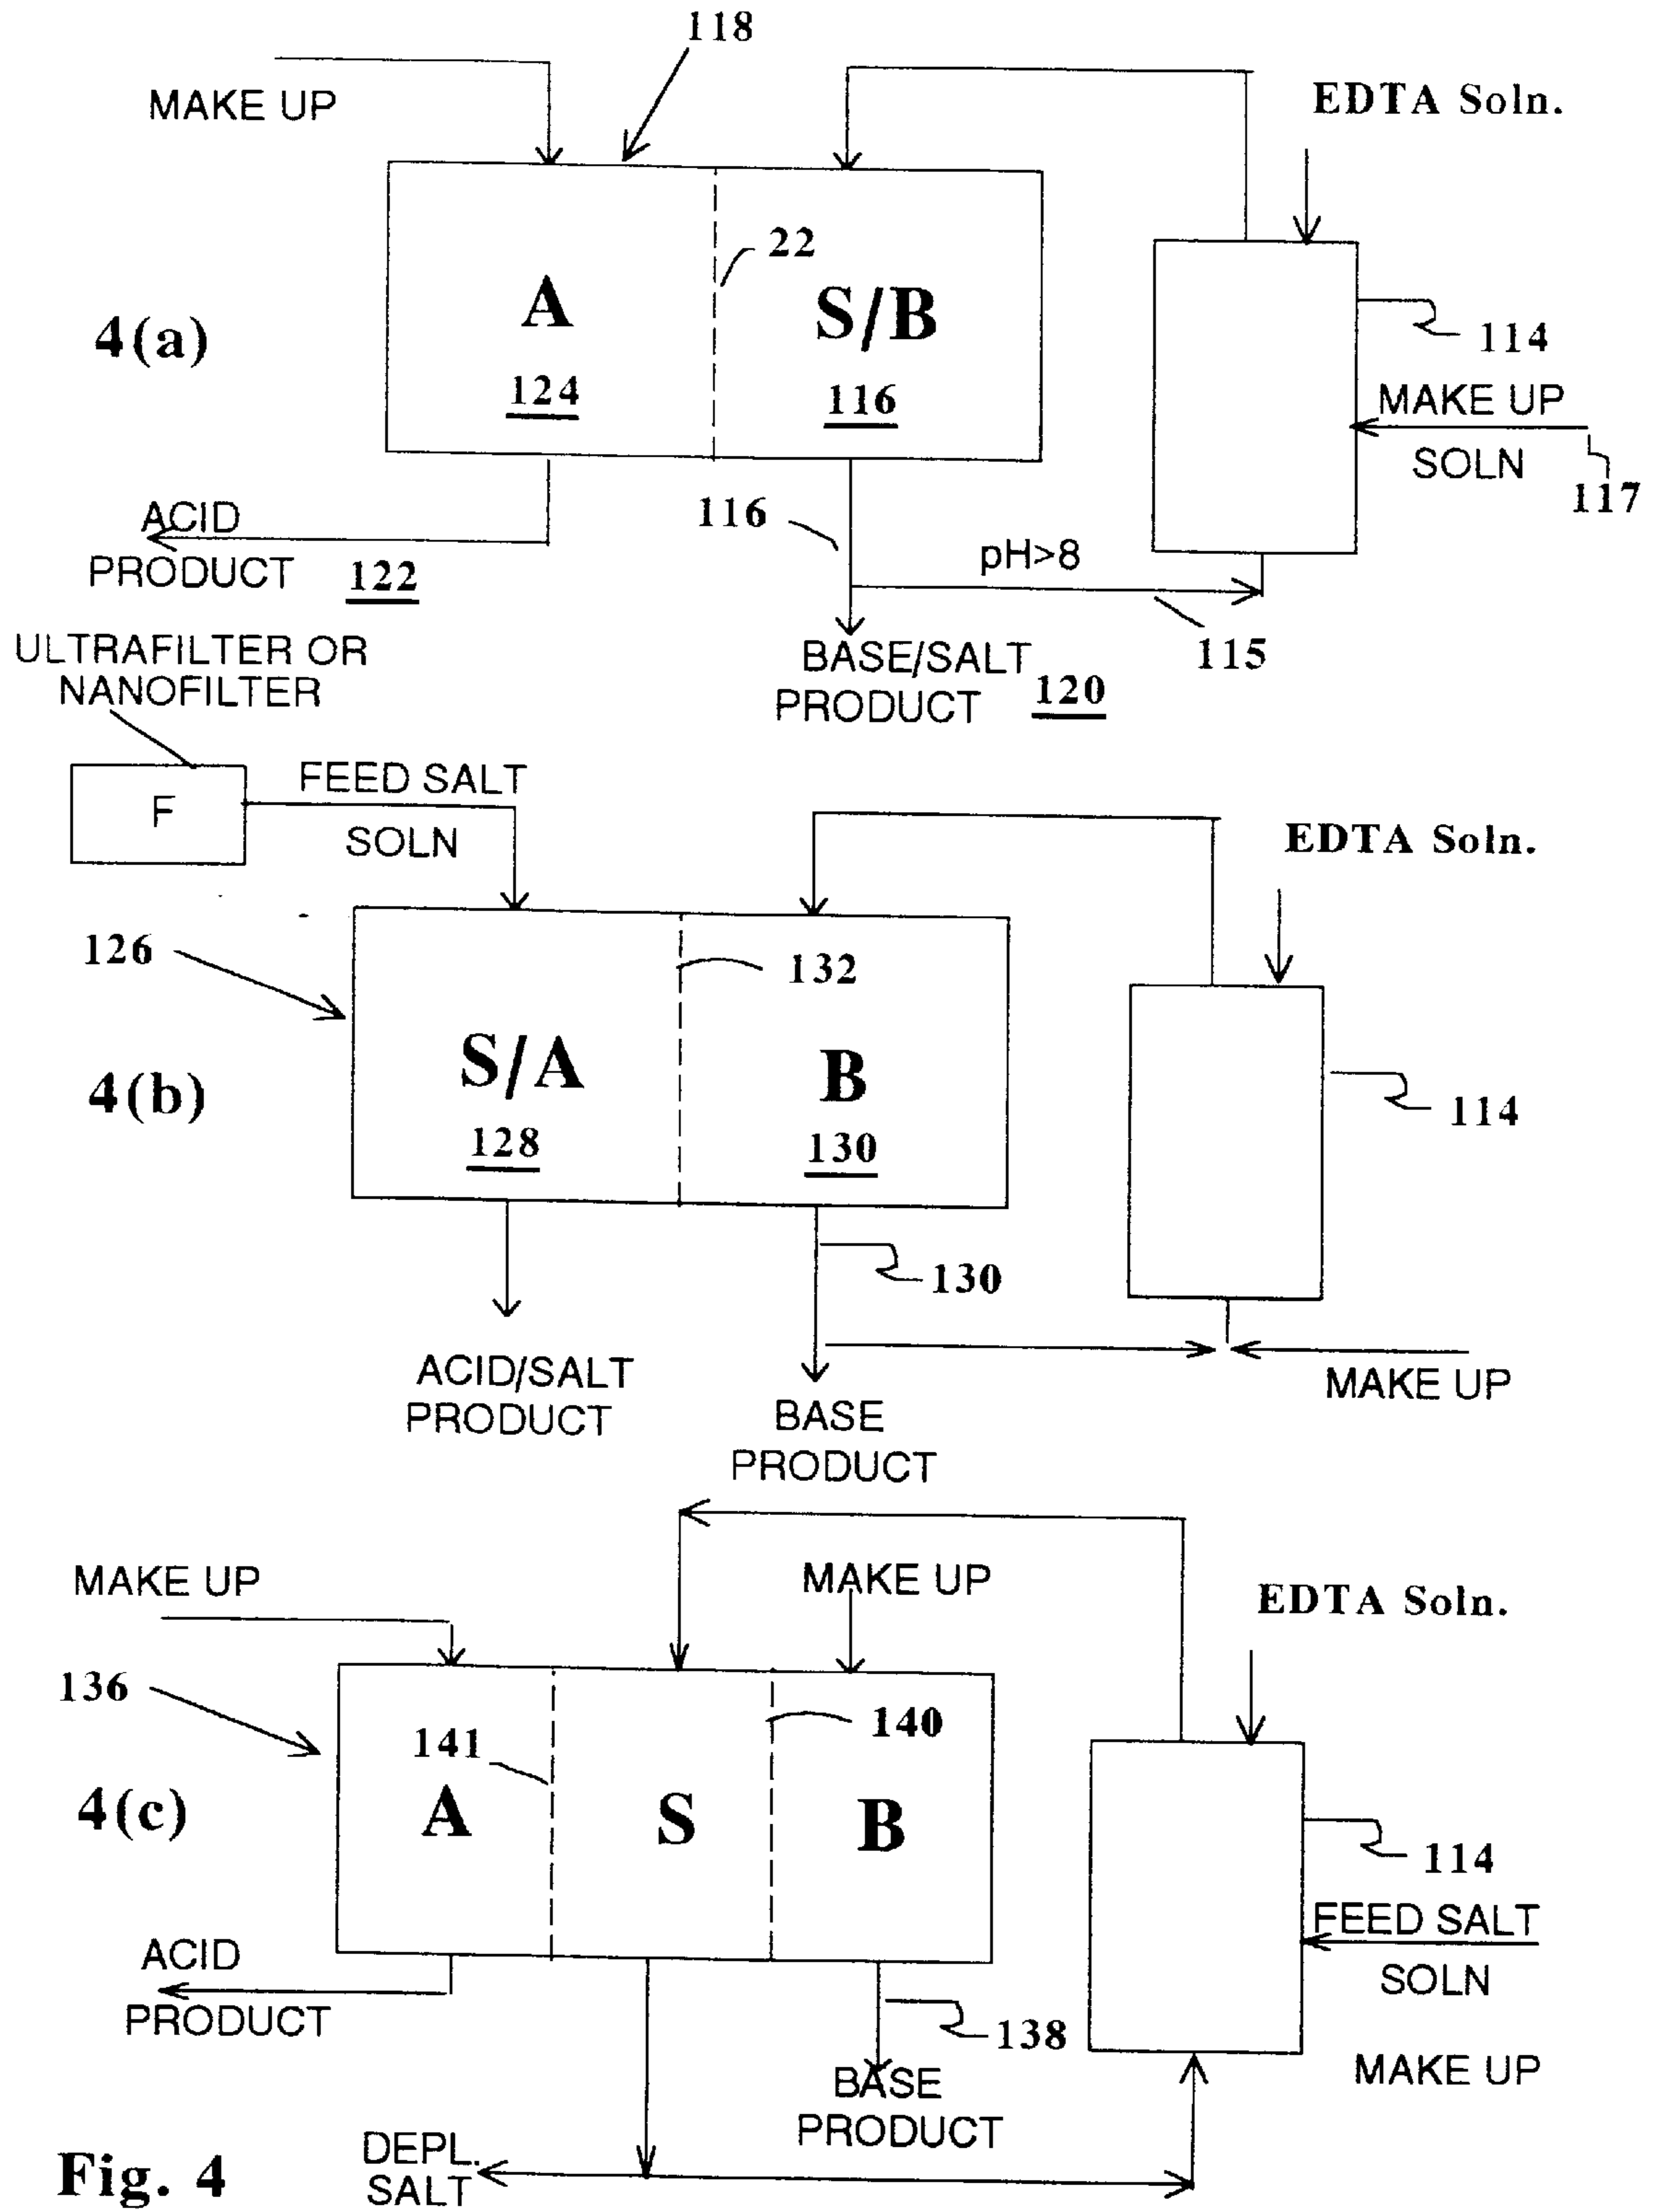 118
MAKE UP
EDTA Soln.
22
A
S/B
4(a)
114
124
116
MAKE UP
SOLN
117
116
ACID
PRODUCT 122
pH>8
115
BASE/SALT
PRODUCT 120
ULTRAFILTER OR
NANOFILTER
F
FEED SALT
SOLN
EDTA Soln.
126
132
S/A
B
4(b)
114
128
130
130
ACID/SALT
PRODUCT
MAKE UP
BASE
PRODUCT
MAKE UP
MAKE UP
EDTA Soln.
136
140
141
4(c)
A
S
B
114
FEED SALT
SOLN
ACID
PRODUCT
138
MAKE UP
BASE
PRODUCT
DEPL.
SALT
Fig. 4